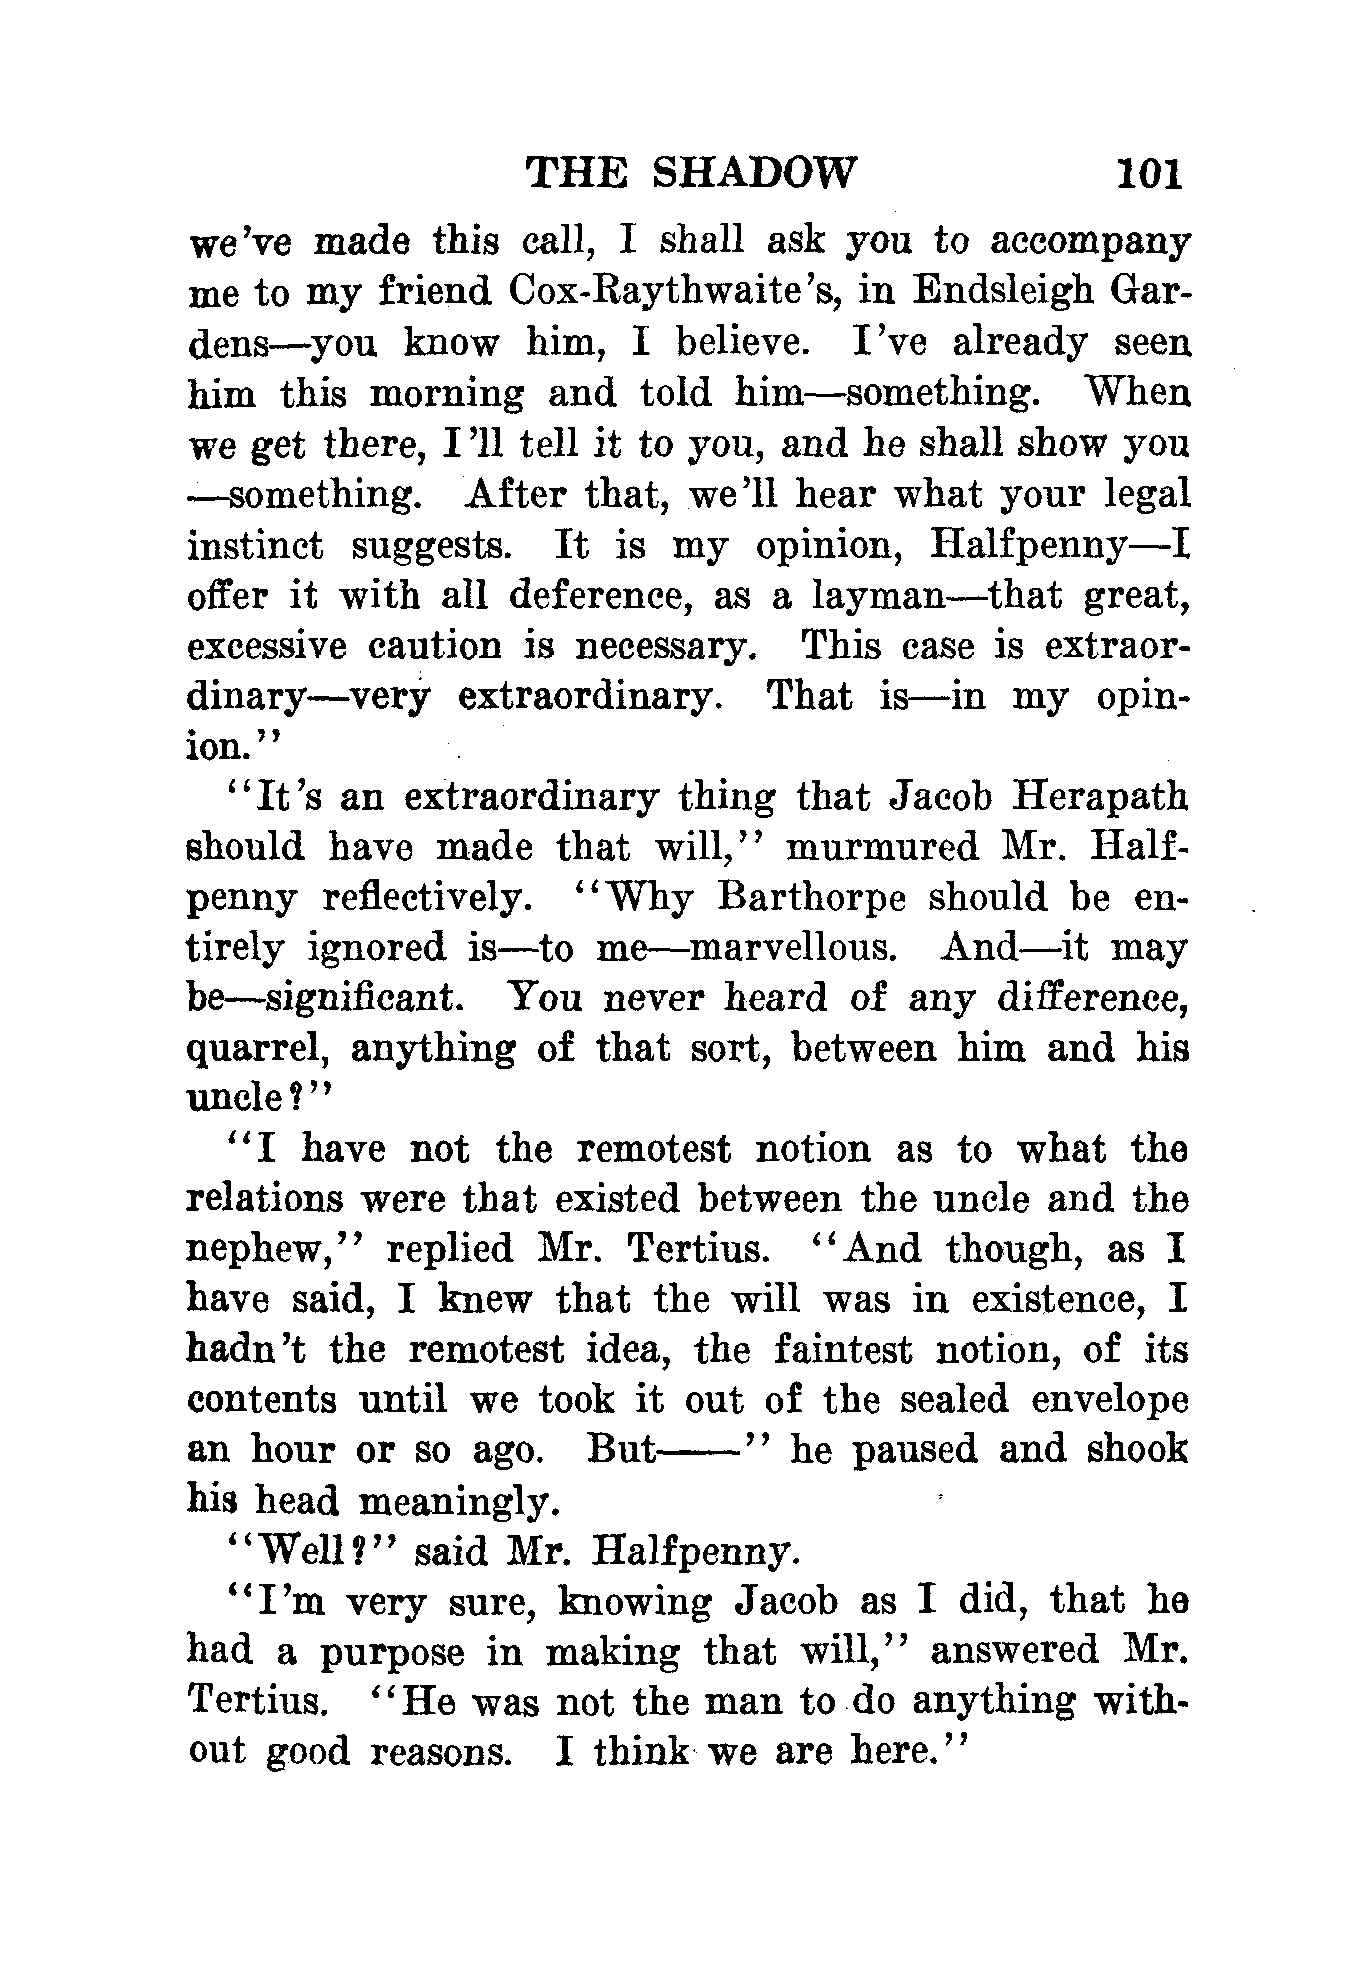 THE SHADOW 101
we've made this call, I shall ask you to accompany
me to my friend Cox-Raythwaite's, in Endsleigh Gar-
dens—you know him, I believe. I've already seen
him this morning and told him—something. When
we get there, I'll tell it to you, and he shall show you
—something. After that, we'll hear what your legal
instinct suggests. It is my opinion, Halfpenny—I
offer it with all deference, as a layman—that great,
excessive caution is necessary. This case is extraor-
dinary—very extraordinary. That is—in my opin-
ion."
"It's an extraordinary thing that Jacob Herapath
should have made that will," murmured Mr. Half-
penny reflectively. "Why Barthorpe should be en-
tirely ignored is—to me—marvellous. And—it may
be—significant. You never heard of any difference,
quarrel, anything of that sort, between him and his
uncle?"
"I have not the remotest notion as to what the
relations were that existed between the uncle and the
nephew," replied Mr. Tertius. "And though, as I
have said, I knew that the will was in existence, I
hadn't the remotest idea, the faintest notion, of its
contents until we took it out of the sealed envelope
an hour or so ago. But——" he paused and shook
his head meaningly.
"Well?" said Mr. Halfpenny.
"I'm very sure, knowing Jacob as I did, that he
had a purpose in making that will," answered Mr.
Tertius. "He was not the man to do anything with-
out good reasons. I think we are here."